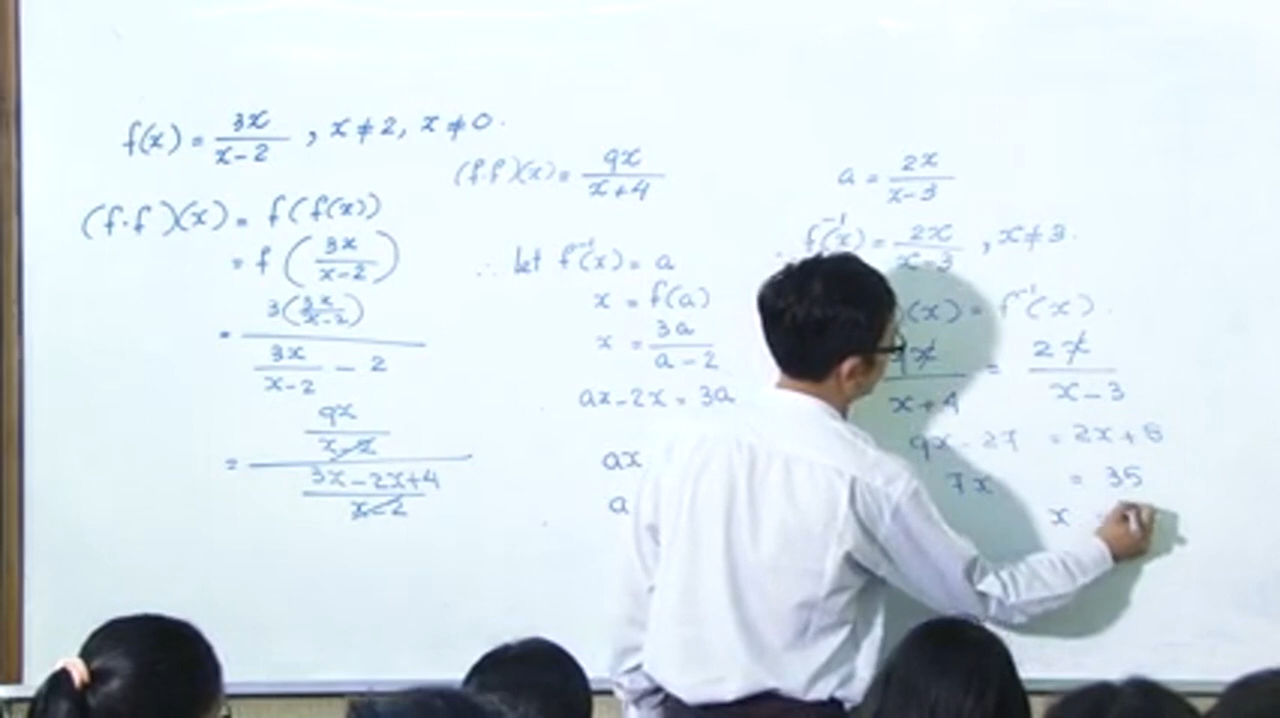 f(x) = 3x/(x-2) , x ≠ 2, x ≠ 0.
(f·f)(x) = f(f(x))
= f(3x/(x-2))
= 3(3x/(x-2)) / (3x/(x-2) - 2)
= (9x/(x-2)) / ((3x-2x+4)/(x-2))
(f·f)(x) = 9x/(x+4)
∴ let f⁻¹(x) = a
x = f(a)
x = 3a/(a-2)
ax-2x = 3a
ax
a
a = 2x/(x-3)
f⁻¹(x) = 2x/(x-3) , x ≠ 3.
(x) = f⁻¹(x).
9x/(x+4) = 2x/(x-3)
9x-27 = 2x+8
7x = 35
x